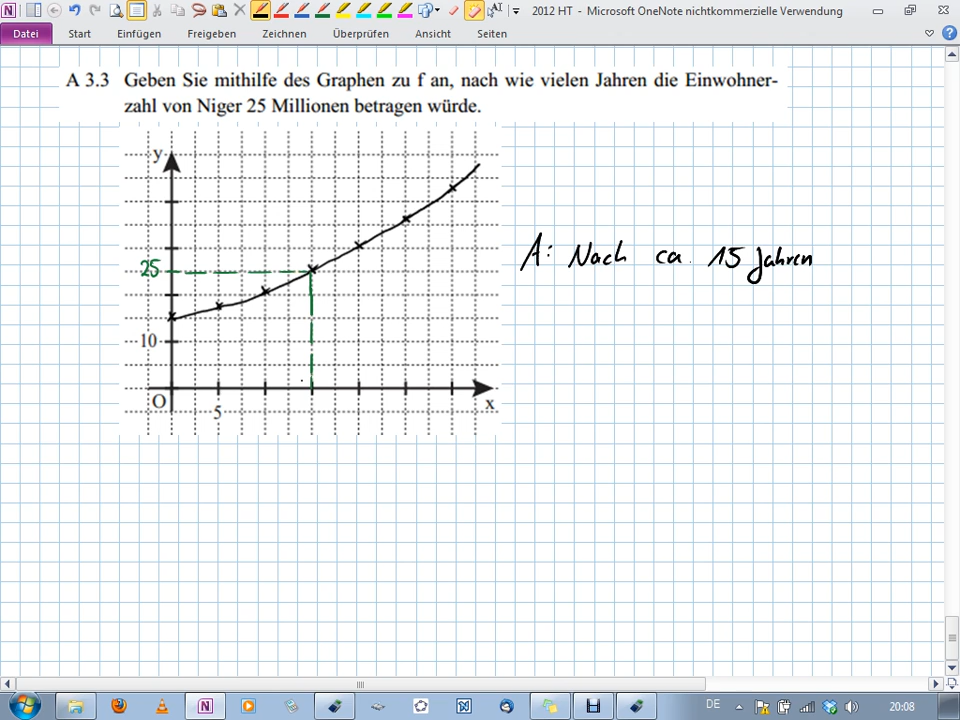 2012 HT - Microsoft OneNote nichtkommerzielle Verwendung
Datei Start Einfügen Freigeben Zeichnen Überprüfen Ansicht Seiten
A 3.3 Geben Sie mithilfe des Graphen zu f an, nach wie vielen Jahren die Einwohner-
zahl von Niger 25 Millionen betragen würde.
y
25
A: Nach ca. 15 Jahren
10
O
5
x
DE
20:08